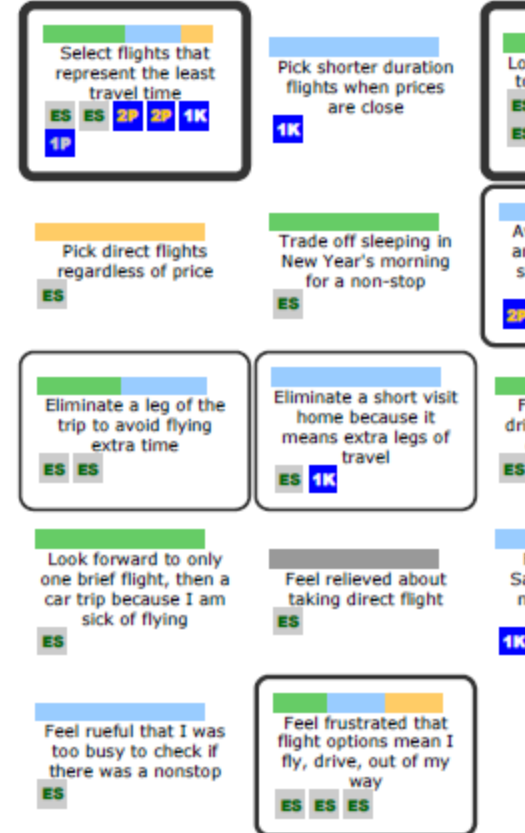 Select flights that
represent the least
travel time
ES ES 2P 2P 1K
1P
Pick shorter duration
flights when prices
are close
1K
Pick direct flights
regardless of price
ES
Trade off sleeping in
New Year's morning
for a non-stop
ES
Eliminate a leg of the
trip to avoid flying
extra time
ES ES
Eliminate a short visit
home because it
means extra legs of
travel
ES 1K
Look forward to only
one brief flight, then a
car trip because I am
sick of flying
ES
Feel relieved about
taking direct flight
ES
Feel rueful that I was
too busy to check if
there was a nonstop
ES
Feel frustrated that
flight options mean I
fly, drive, out of my
way
ES ES ES
ES
ES
2P
ES
1K